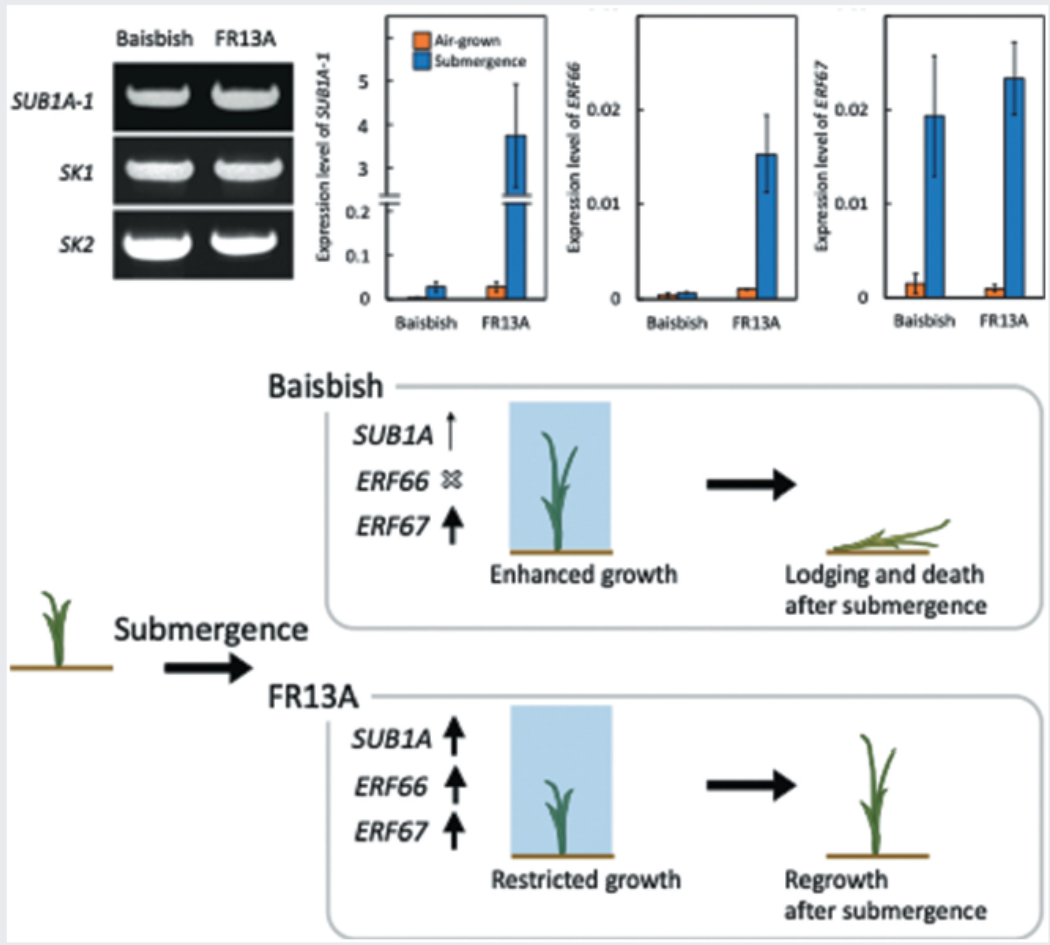 Baisbish FR13A
SUB1A-1
SK1
SK2
Expression level of SUB1A-1
5
4
3
0.2
0.1
0
Air-grown
Submergence
Baisbish FR13A
Expression level of ERF66
0.02
0.01
0
Baisbish FR13A
Expression level of ERF67
0.02
0.01
0
Baisbish FR13A
Baisbish
SUB1A
ERF66
ERF67
Enhanced growth
Lodging and death
after submergence
Submergence
FR13A
SUB1A
ERF66
ERF67
Restricted growth
Regrowth
after submergence